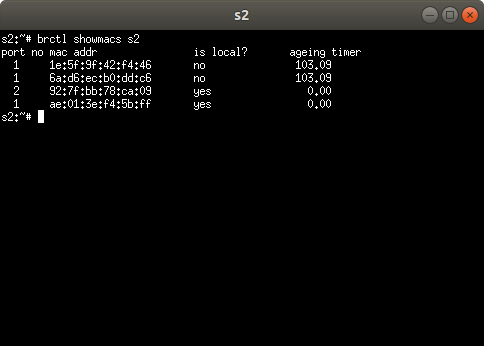 s2
s2:~# brctl showmacs s2
port no mac addr is local? ageing timer
1 1e:5f:9f:42:f4:46 no 103.09
1 6a:d6:ec:b0:dd:c6 no 103.09
2 92:7f:bb:78:ca:09 yes 0.00
1 ae:01:3e:f4:5b:ff yes 0.00
s2:~#